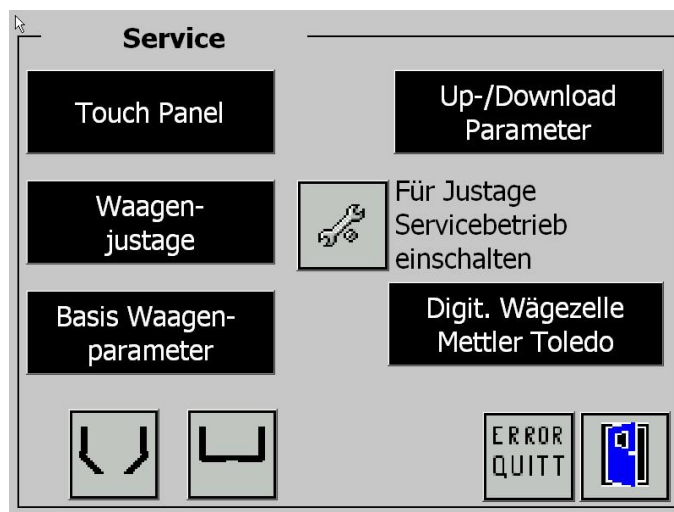 Service
Touch Panel
Up-/Download
Parameter
Waagen-
justage
Für Justage
Servicebetrieb
einschalten
Basis Waagen-
parameter
Digit. Wägezelle
Mettler Toledo
ERROR
QUITT